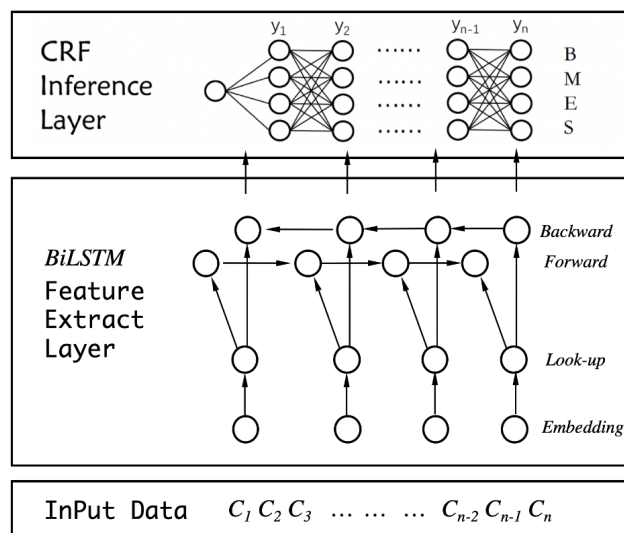 y1 y2 yn-1 yn
CRF
Inference
Layer
...... ......
B
M
E
S
Backward
Forward
BiLSTM
Feature
Extract
Layer
Look-up
Embedding
InPut Data C1 C2 C3 ... ... ... Cn-2 Cn-1 Cn